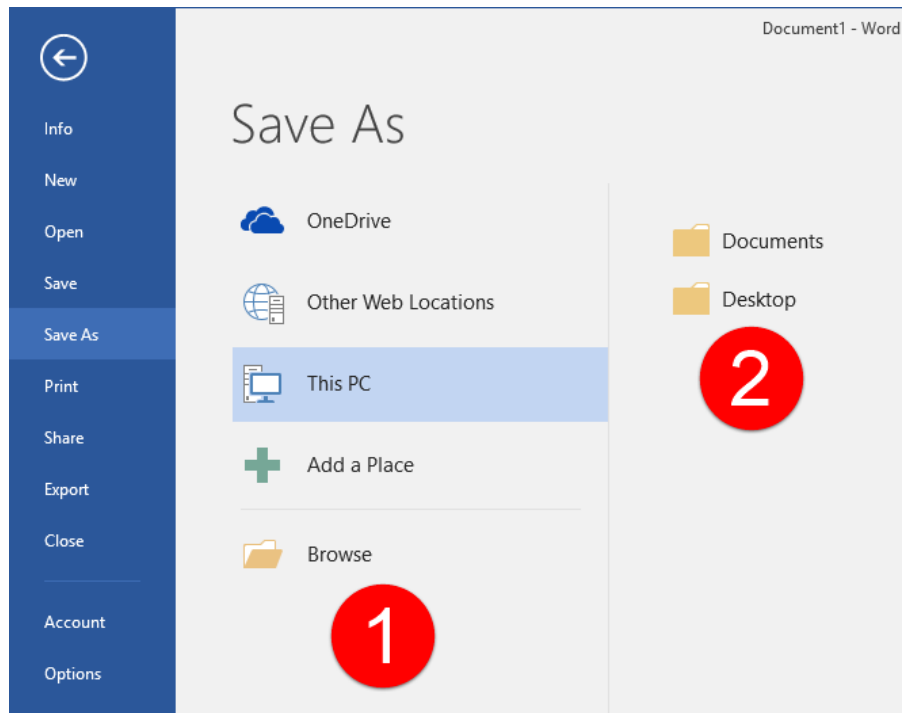 Document1 - Word
Info
New
Open
Save
Save As
Print
Share
Export
Close
Account
Options
Save As
OneDrive
Other Web Locations
This PC
Add a Place
Browse
1
Documents
Desktop
2